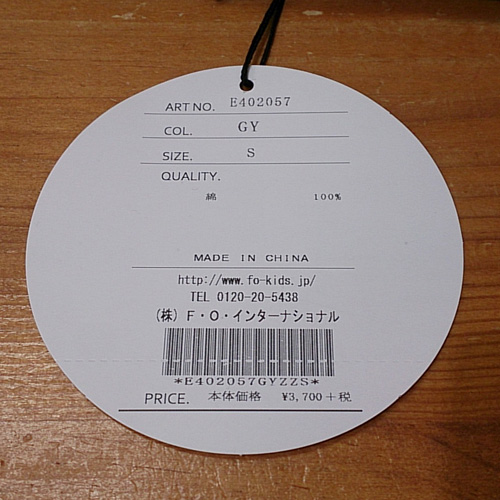 ART NO. E402057
COL. GY
SIZE. S
QUALITY.
綿 100%
MADE IN CHINA
http://www.fo-kids.jp/
TEL 0120-20-5438
(株) F・O・インターナショナル
*E402057GYZZS*
PRICE. 本体価格 ¥3,700+税